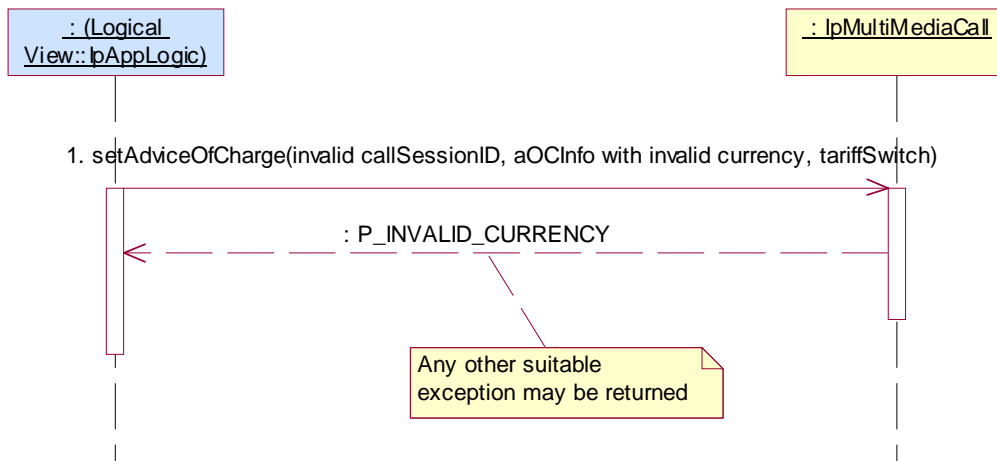 : (Logical
View::IpAppLogic)
: IpMultiMediaCall
1. setAdviceOfCharge(invalid callSessionID, aOCInfo with invalid currency, tariffSwitch)
: P_INVALID_CURRENCY
Any other suitable
exception may be returned